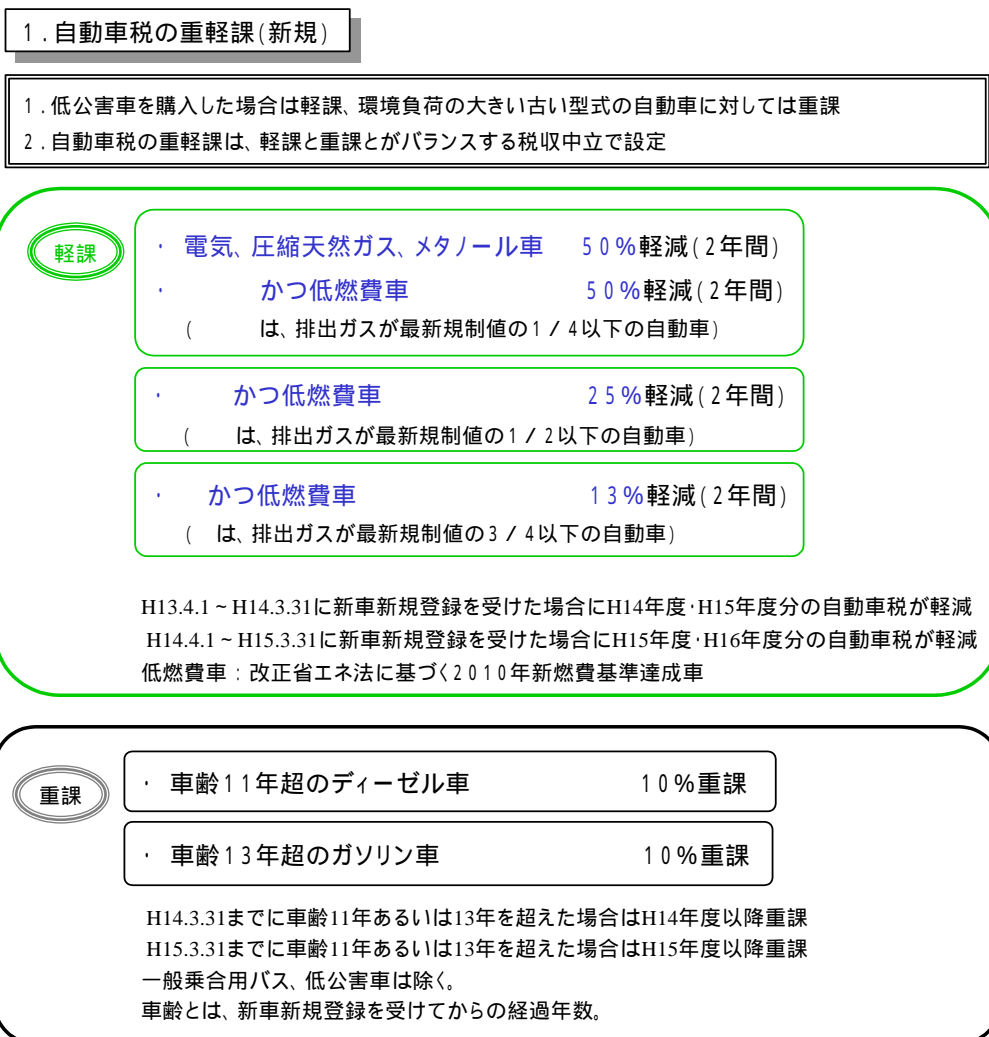 1.自動車税の重軽課(新規)
1.低公害車を購入した場合は軽課、環境負荷の大きい古い型式の自動車に対しては重課
2.自動車税の重軽課は、軽課と重課とがバランスする税収中立で設定
軽課
・ 電気、圧縮天然ガス、メタノール車 50%軽減(2年間)
・ かつ低燃費車 50%軽減(2年間)
( は、排出ガスが最新規制値の1/4以下の自動車)
・ かつ低燃費車 25%軽減(2年間)
( は、排出ガスが最新規制値の1/2以下の自動車)
・ かつ低燃費車 13%軽減(2年間)
( は、排出ガスが最新規制値の3/4以下の自動車)
H13.4.1~H14.3.31に新車新規登録を受けた場合にH14年度・H15年度分の自動車税が軽減
H14.4.1~H15.3.31に新車新規登録を受けた場合にH15年度・H16年度分の自動車税が軽減
低燃費車:改正省エネ法に基づく2010年新燃費基準達成車
重課
・ 車齢11年超のディーゼル車 10%重課
・ 車齢13年超のガソリン車 10%重課
H14.3.31までに車齢11年あるいは13年を超えた場合はH14年度以降重課
H15.3.31までに車齢11年あるいは13年を超えた場合はH15年度以降重課
一般乗合用バス、低公害車は除く。
車齢とは、新車新規登録を受けてからの経過年数。